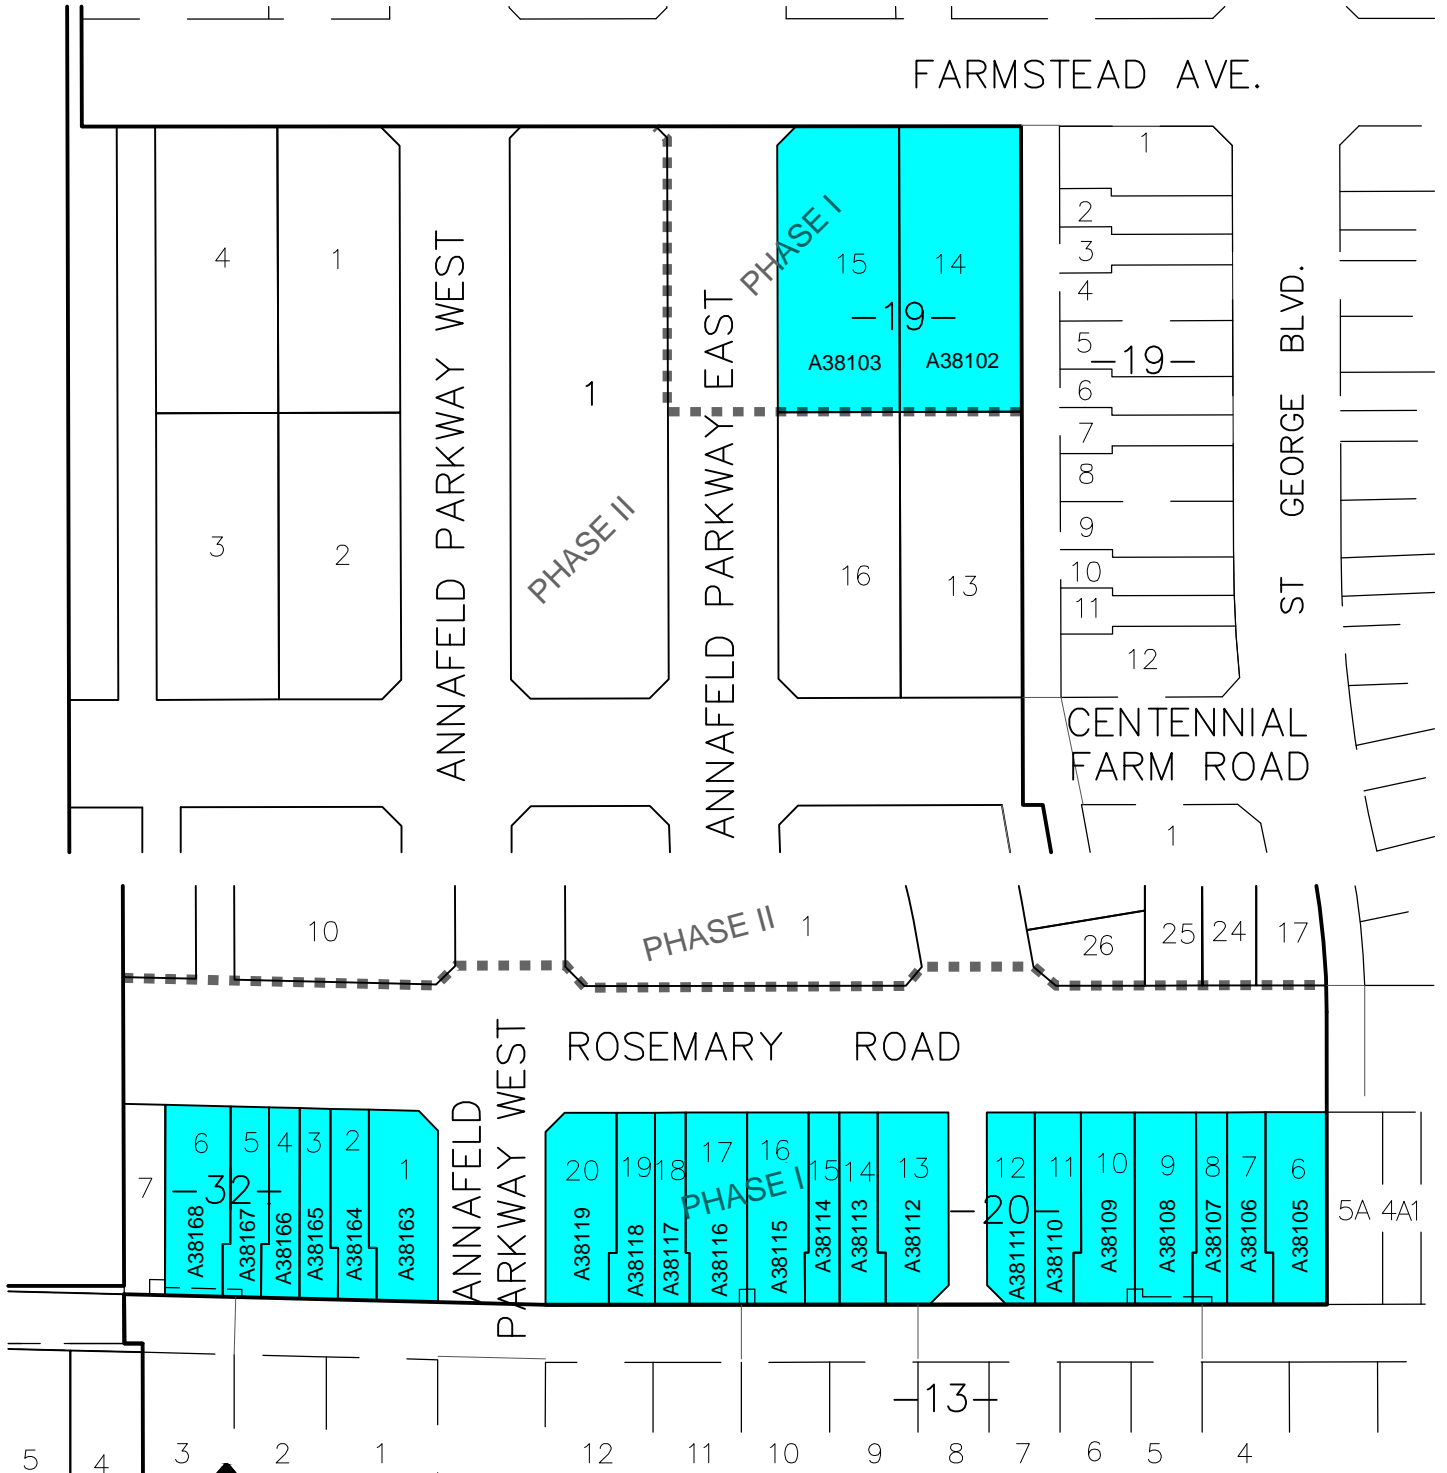 FARMSTEAD AVE.
1
2
3
4
5
6
7
8
9
10
11
12
-19-
ST GEORGE BLVD.
4
1
3
2
ANNAFELD PARKWAY WEST
1
PHASE II
PHASE I
ANNAFELD PARKWAY EAST
15
14
-19-
A38103
A38102
16
13
CENTENNIAL
FARM ROAD
1
10
PHASE II
1
26
25
24
17
ROSEMARY ROAD
ANNAFELD
PARKWAY WEST
7
6
5
4
3
2
1
-32-
A38168
A38167
A38166
A38165
A38164
A38163
20
19
18
17
16
15
14
13
PHASE I
A38119
A38118
A38117
A38116
A38115
A38114
A38113
A38112
12
11
10
9
8
7
6
-20-
A38111
A38110
A38109
A38108
A38107
A38106
A38105
5A
4A1
-13-
5
4
3
2
1
12
11
10
9
8
7
6
5
4